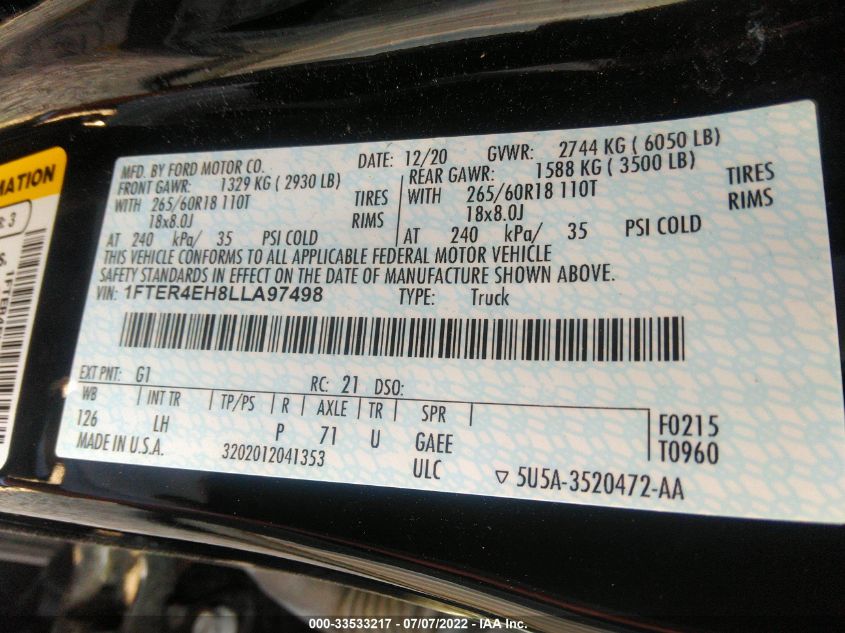 MATION
3
S.
MFD. BY FORD MOTOR CO.
DATE: 12/20 GVWR: 2744 KG ( 6050 LB)
FRONT GAWR: 1329 KG ( 2930 LB)
WITH 265/60R18 110T TIRES
18x8.0J RIMS
AT 240 kPa/ 35 PSI COLD
REAR GAWR: 1588 KG ( 3500 LB)
WITH 265/60R18 110T TIRES
18x8.0J RIMS
AT 240 kPa/ 35 PSI COLD
THIS VEHICLE CONFORMS TO ALL APPLICABLE FEDERAL MOTOR VEHICLE
SAFETY STANDARDS IN EFFECT ON THE DATE OF MANUFACTURE SHOWN ABOVE.
VIN: 1FTER4EH8LLA97498 TYPE: Truck
EXT PNT: G1 RC: 21 DSO:
WB INT TR TP/PS R AXLE TR SPR
126 LH P 71 U GAEE
F0215
T0960
MADE IN U.S.A. 3202012041353 ULC
▽ 5U5A-3520472-AA
000-33533217 - 07/07/2022 - IAA Inc.